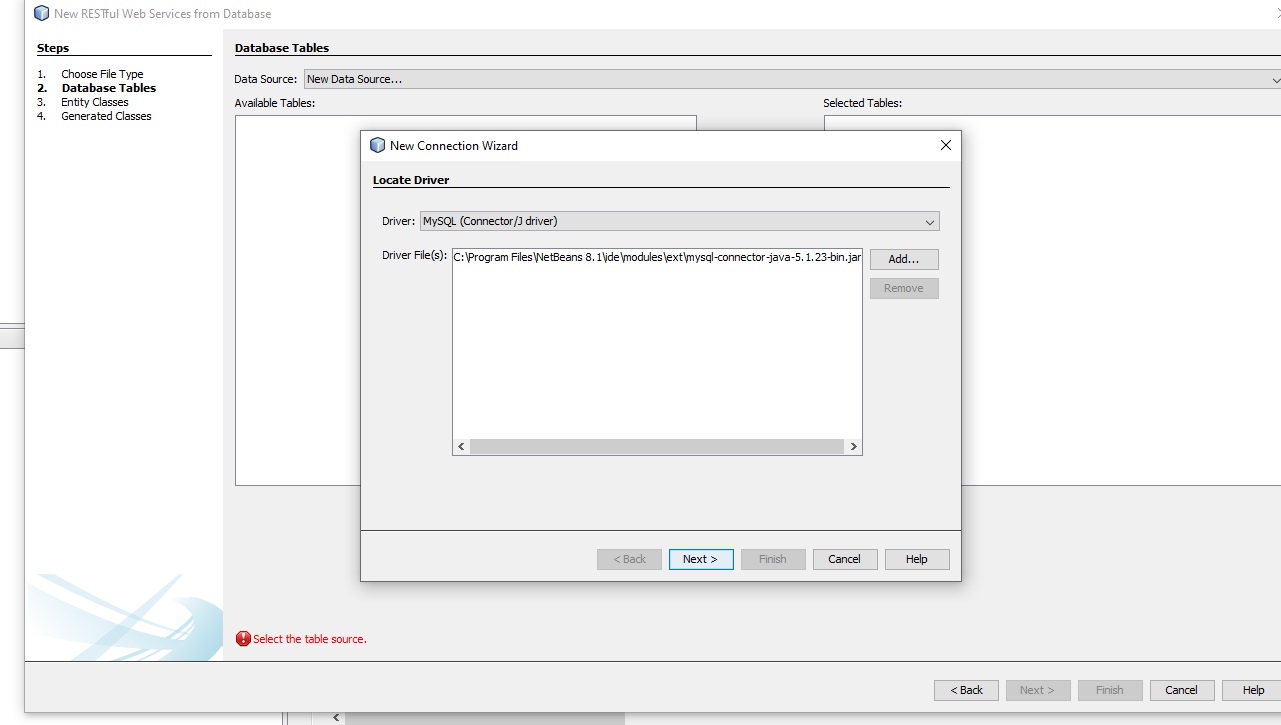 New RESTful Web Services from Database
Steps
1. Choose File Type
2. Database Tables
3. Entity Classes
4. Generated Classes
Database Tables
Data Source: New Data Source...
Available Tables:
Selected Tables:
New Connection Wizard
Locate Driver
Driver: MySQL (Connector/J driver)
Driver File(s): C:\Program Files\NetBeans 8.1\ide\modules\ext\mysql-connector-java-5.1.23-bin.jar
Add...
Remove
< Back Next > Finish Cancel Help
Select the table source.
< Back Next > Finish Cancel Help